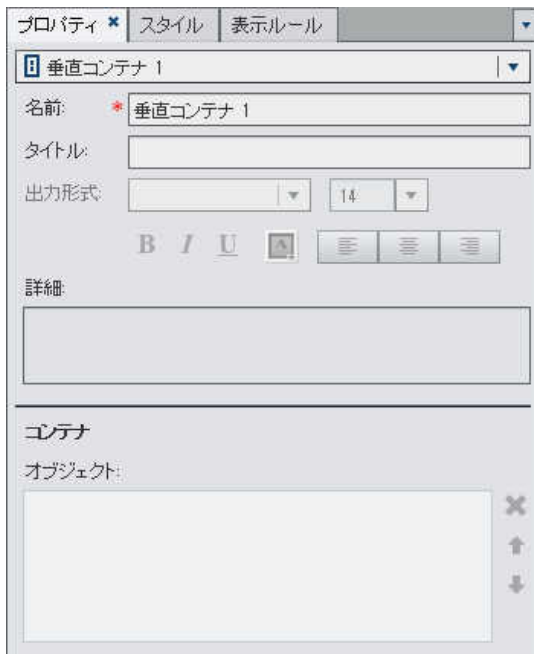 プロパティ スタイル 表示ルール
垂直コンテナ 1
名前: * 垂直コンテナ 1
タイトル:
出力形式: 14
B I U A
詳細:
コンテナ
オブジェクト: